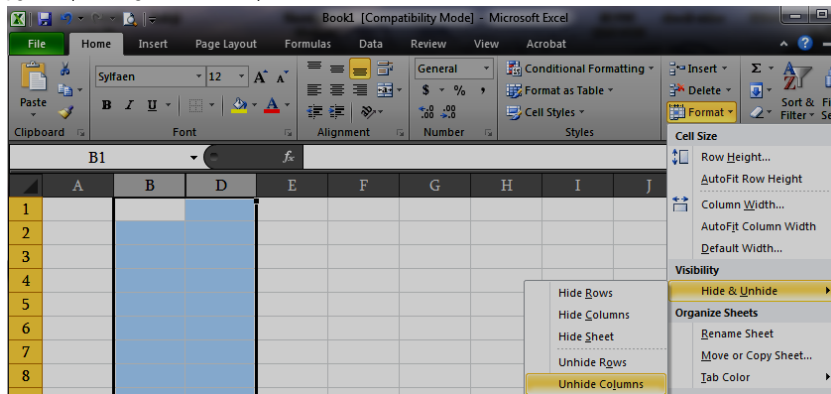 Book1 [Compatibility Mode] - Microsoft Excel
File Home Insert Page Layout Formulas Data Review View Acrobat
Paste
Clipboard
Sylfaen 12 A A
B I U A
Font
Alignment
General
$ % ,
.0 .00 .00 .0
Number
Conditional Formatting
Format as Table
Cell Styles
Styles
Insert
Delete
Format
Σ
Sort &
Filter
B1 fx
A B D E F G H I J
1
2
3
4
5
6
7
8
Cell Size
Row Height...
AutoFit Row Height
Column Width...
AutoFit Column Width
Default Width...
Visibility
Hide & Unhide
Organize Sheets
Rename Sheet
Move or Copy Sheet...
Tab Color
Hide Rows
Hide Columns
Hide Sheet
Unhide Rows
Unhide Columns